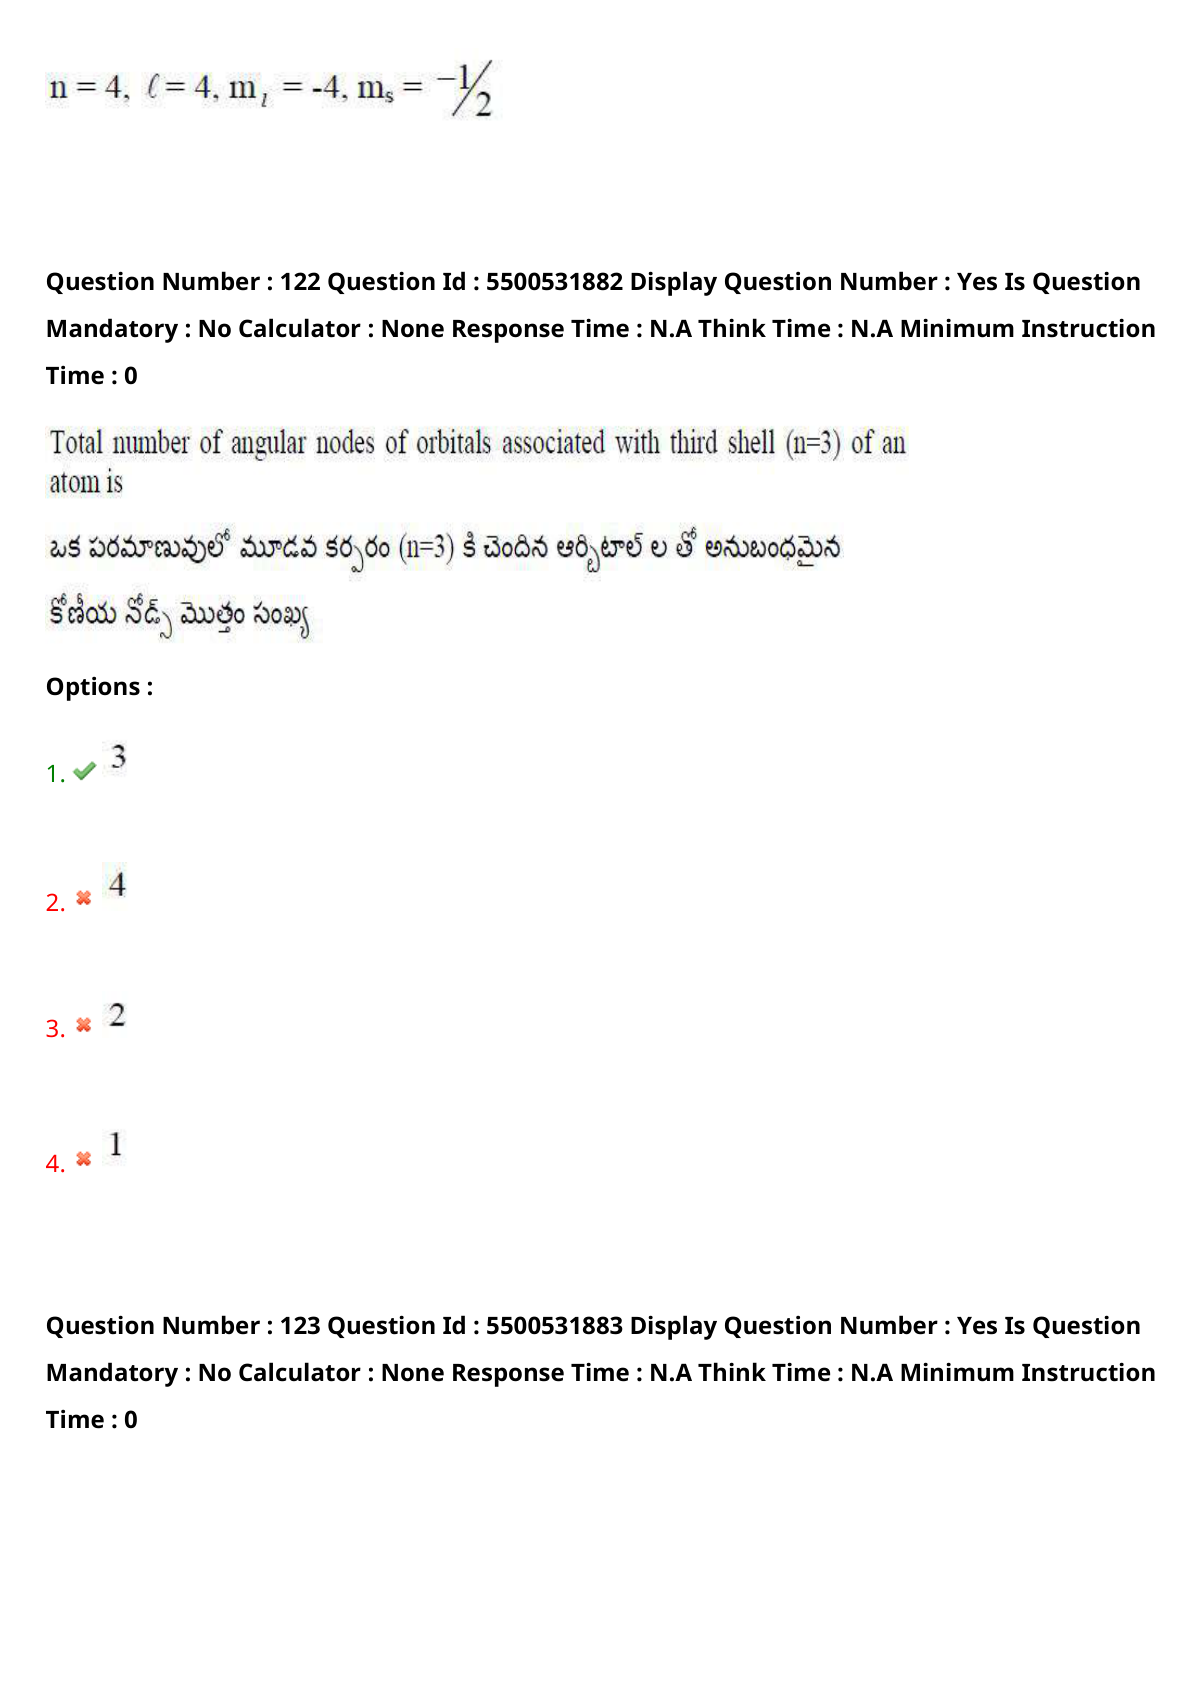 n = 4, ℓ = 4, m l = -4, ms = −1/2
Question Number : 122 Question Id : 5500531882 Display Question Number : Yes Is Question
Mandatory : No Calculator : None Response Time : N.A Think Time : N.A Minimum Instruction
Time : 0
Total number of angular nodes of orbitals associated with third shell (n=3) of an
atom is
ఒక పరమాణువులో మూడవ కర్పరం (n=3) కి చెందిన ఆర్బిటాల్ ల తో అనుబంధమైన
కోణీయ నోడ్స్ మొత్తం సంఖ్య
Options :
1. 3
2. 4
3. 2
4. 1
Question Number : 123 Question Id : 5500531883 Display Question Number : Yes Is Question
Mandatory : No Calculator : None Response Time : N.A Think Time : N.A Minimum Instruction
Time : 0